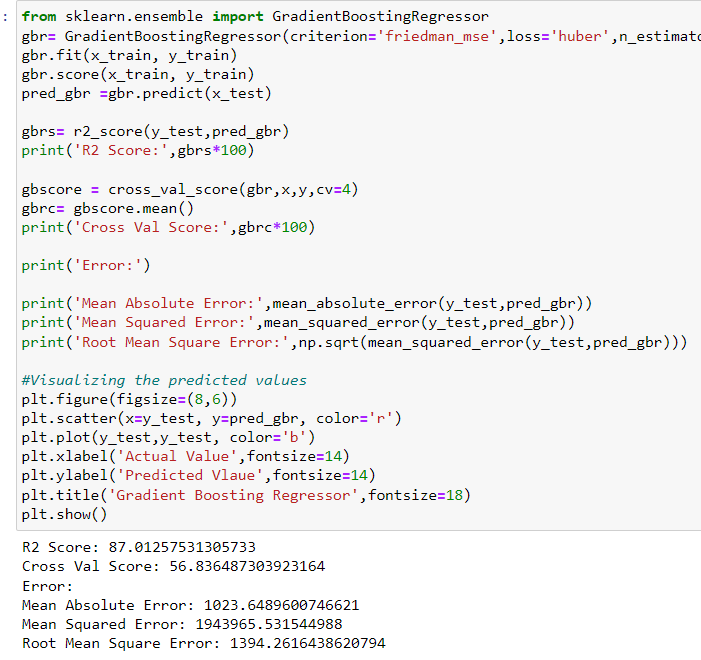 :
from sklearn.ensemble import GradientBoostingRegressor
gbr= GradientBoostingRegressor(criterion='friedman_mse',loss='huber',n_estimato
gbr.fit(x_train, y_train)
gbr.score(x_train, y_train)
pred_gbr =gbr.predict(x_test)
gbrs= r2_score(y_test,pred_gbr)
print('R2 Score:',gbrs*100)
gbscore = cross_val_score(gbr,x,y,cv=4)
gbrc= gbscore.mean()
print('Cross Val Score:',gbrc*100)
print('Error:')
print('Mean Absolute Error:',mean_absolute_error(y_test,pred_gbr))
print('Mean Squared Error:',mean_squared_error(y_test,pred_gbr))
print('Root Mean Square Error:',np.sqrt(mean_squared_error(y_test,pred_gbr)))
#Visualizing the predicted values
plt.figure(figsize=(8,6))
plt.scatter(x=y_test, y=pred_gbr, color='r')
plt.plot(y_test,y_test, color='b')
plt.xlabel('Actual Value',fontsize=14)
plt.ylabel('Predicted Vlaue',fontsize=14)
plt.title('Gradient Boosting Regressor',fontsize=18)
plt.show()
R2 Score: 87.01257531305733
Cross Val Score: 56.836487303923164
Error:
Mean Absolute Error: 1023.6489600746621
Mean Squared Error: 1943965.531544988
Root Mean Square Error: 1394.2616438620794